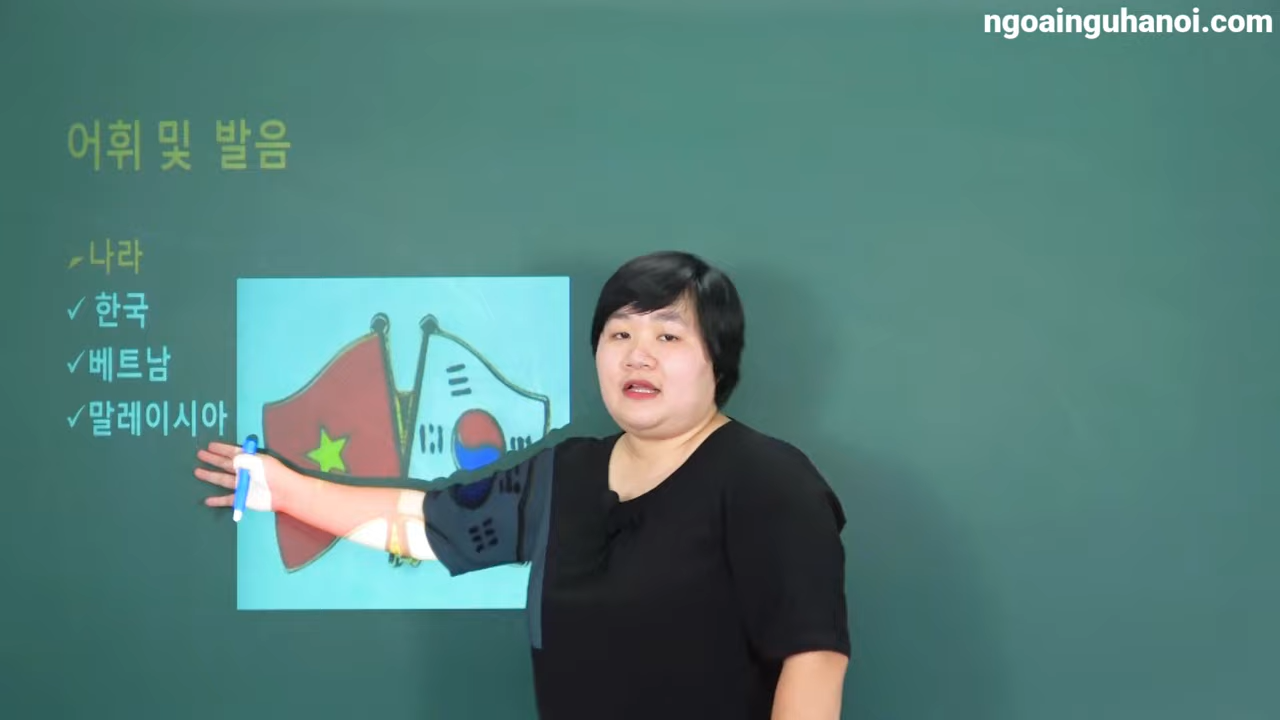 ngoainguhanoi.com
어휘 및 발음
나라
✓ 한국
✓ 베트남
✓ 말레이시아